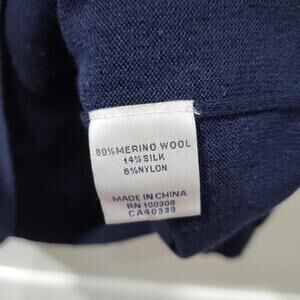 80%MERINO WOOL
14%SILK
6%NYLON
MADE IN CHINA
RN 100308
CA40339